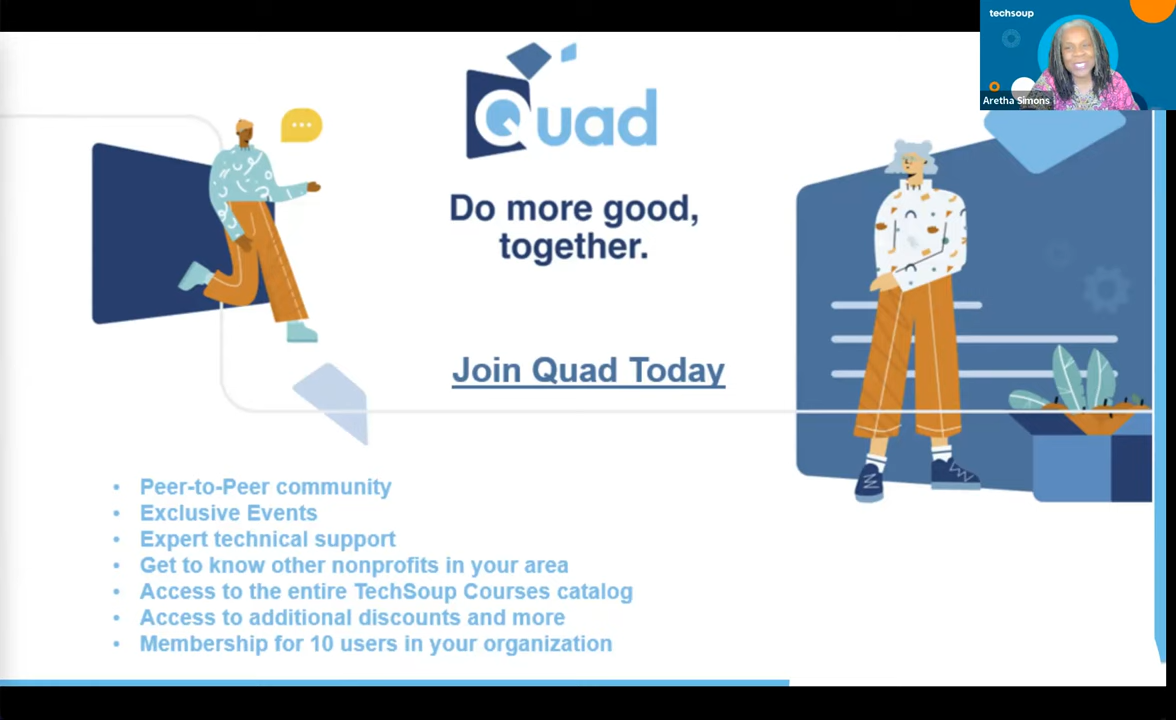 techsoup
Aretha Simons
Quad
Do more good,
together.
Join Quad Today
• Peer-to-Peer community
• Exclusive Events
• Expert technical support
• Get to know other nonprofits in your area
• Access to the entire TechSoup Courses catalog
• Access to additional discounts and more
• Membership for 10 users in your organization